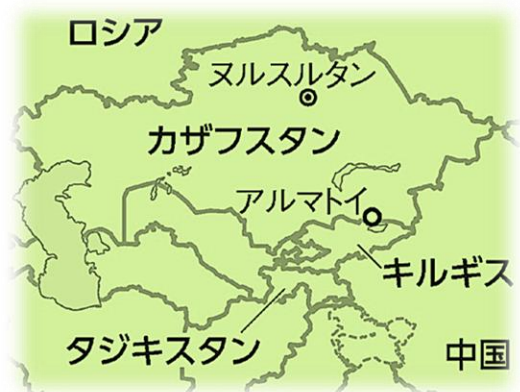 ロシア
ヌルスルタン
カザフスタン
アルマトイ
キルギス
タジキスタン
中国